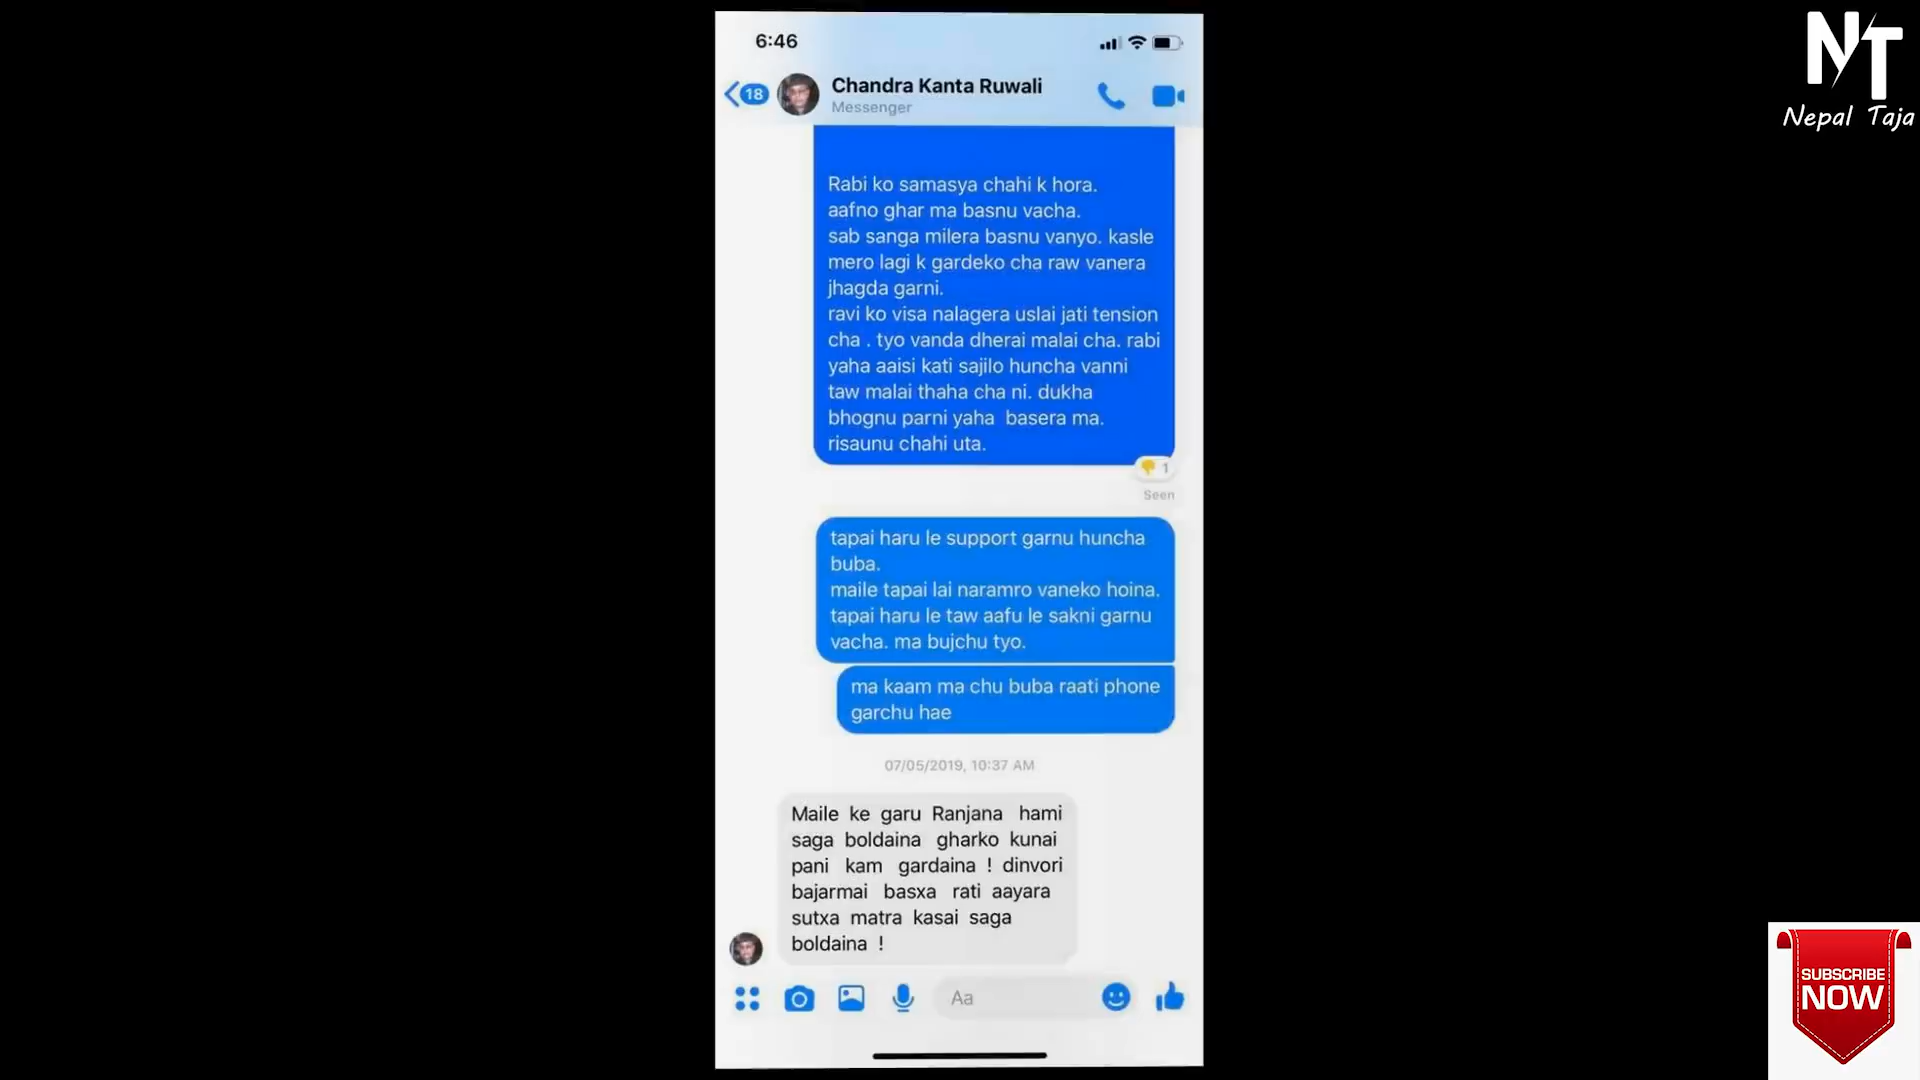 6:46
18
Chandra Kanta Ruwali
Messenger
Rabi ko samasya chahi k hora.
aafno ghar ma basnu vacha.
sab sanga milera basnu vanyo. kasle
mero lagi k gardeko cha raw vanera
jhagda garni.
ravi ko visa nalagera uslai jati tension
cha . tyo vanda dherai malai cha. rabi
yaha aaisi kati sajilo huncha vanni
taw malai thaha cha ni. dukha
bhognu parni yaha basera ma.
risaunu chahi uta.
1
Seen
tapai haru le support garnu huncha
buba.
maile tapai lai naramro vaneko hoina.
tapai haru le taw aafu le sakni garnu
vacha. ma bujchu tyo.
ma kaam ma chu buba raati phone
garchu hae
07/05/2019, 10:37 AM
Maile ke garu Ranjana hami
saga boldaina gharko kunai
pani kam gardaina ! dinvori
bajarmai basxa rati aayara
sutxa matra kasai saga
boldaina !
Aa
NT
Nepal Taja
SUBSCRIBE
NOW